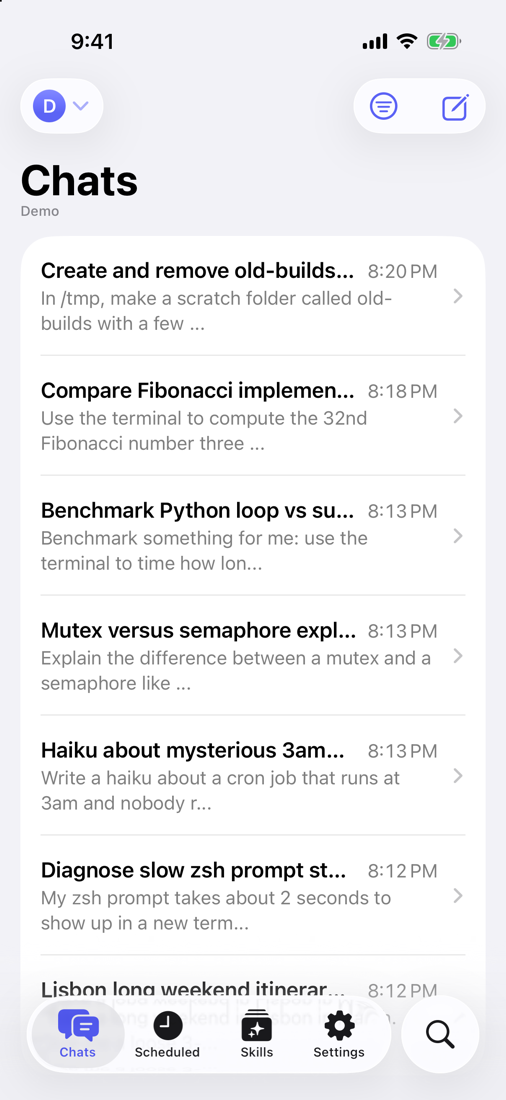 9:41
D
Chats
Demo
Create and remove old-builds... 8:20 PM
In /tmp, make a scratch folder called old-
builds with a few ...
Compare Fibonacci implemen... 8:18 PM
Use the terminal to compute the 32nd
Fibonacci number three ...
Benchmark Python loop vs su... 8:13 PM
Benchmark something for me: use the
terminal to time how lon...
Mutex versus semaphore expl... 8:13 PM
Explain the difference between a mutex and a
semaphore like ...
Haiku about mysterious 3am... 8:13 PM
Write a haiku about a cron job that runs at
3am and nobody r...
Diagnose slow zsh prompt st... 8:12 PM
My zsh prompt takes about 2 seconds to
show up in a new term...
Lisbon long weekend itinerar... 8:12 PM
Chats Scheduled Skills Settings